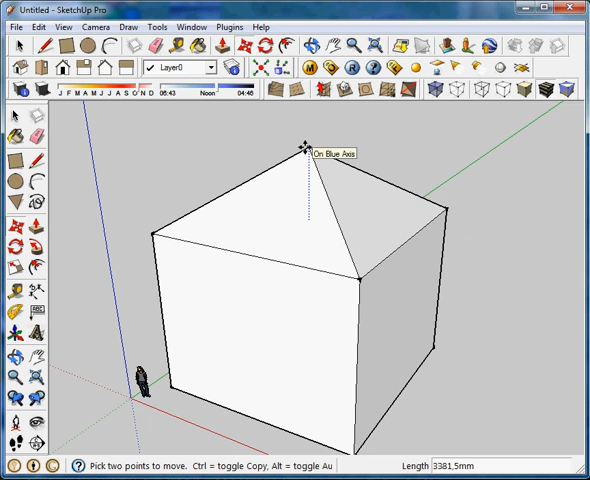 Untitled - SketchUp Pro
File Edit View Camera Draw Tools Window Plugins Help
Layer0
J F M A M J J A S O N D 06:43 Noon 04:46
On Blue Axis
Pick two points to move. Ctrl = toggle Copy, Alt = toggle Au Length 3381,5mm